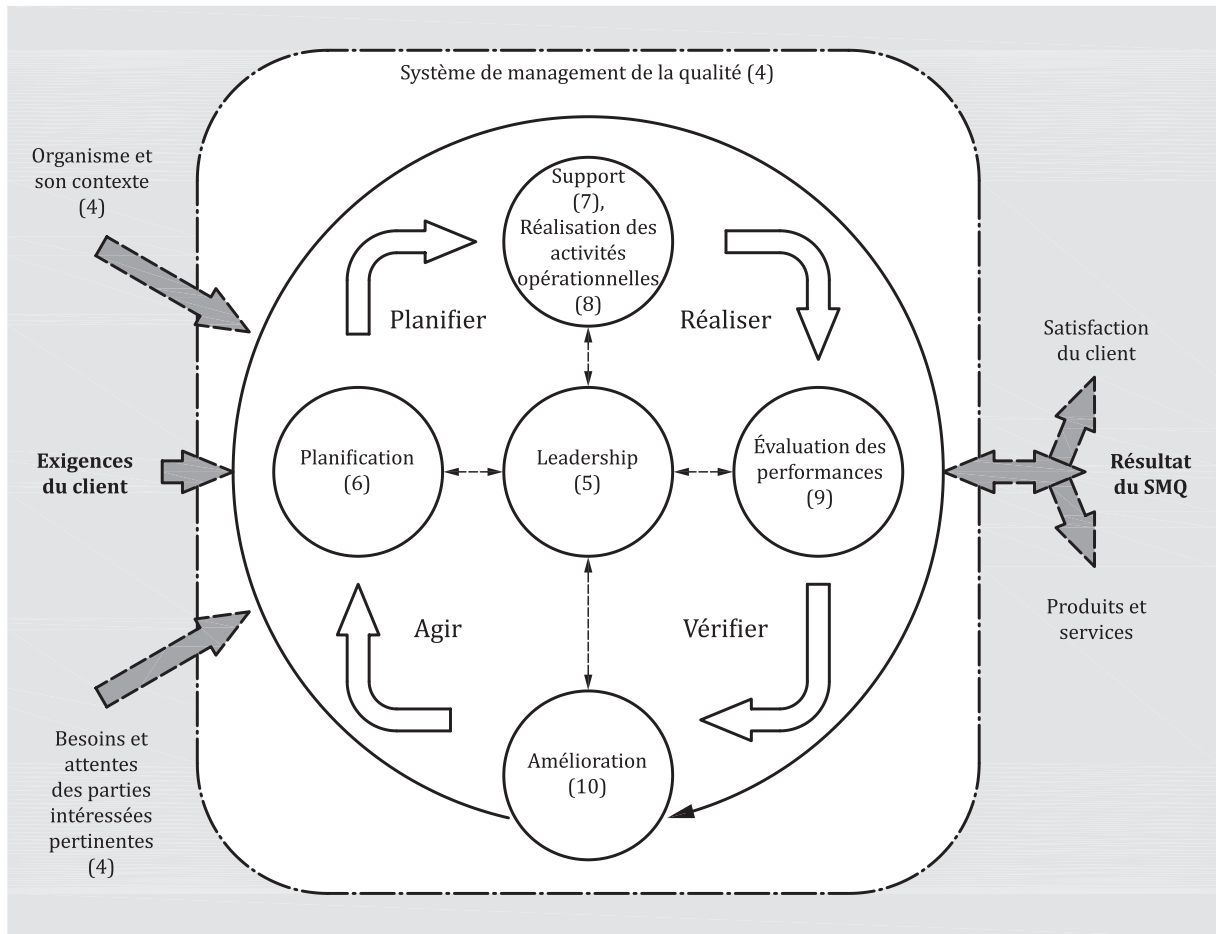 Système de management de la qualité (4)
Organisme et
son contexte
(4)
Support
(7),
Réalisation des
activités
opérationnelles
(8)
Planifier
Réaliser
Satisfaction
du client
Exigences
du client
Planification
(6)
Leadership
(5)
Évaluation des
performances
(9)
Résultat
du SMQ
Agir
Vérifier
Produits et
services
Besoins et
attentes
des parties
intéressées
pertinentes
(4)
Amélioration
(10)